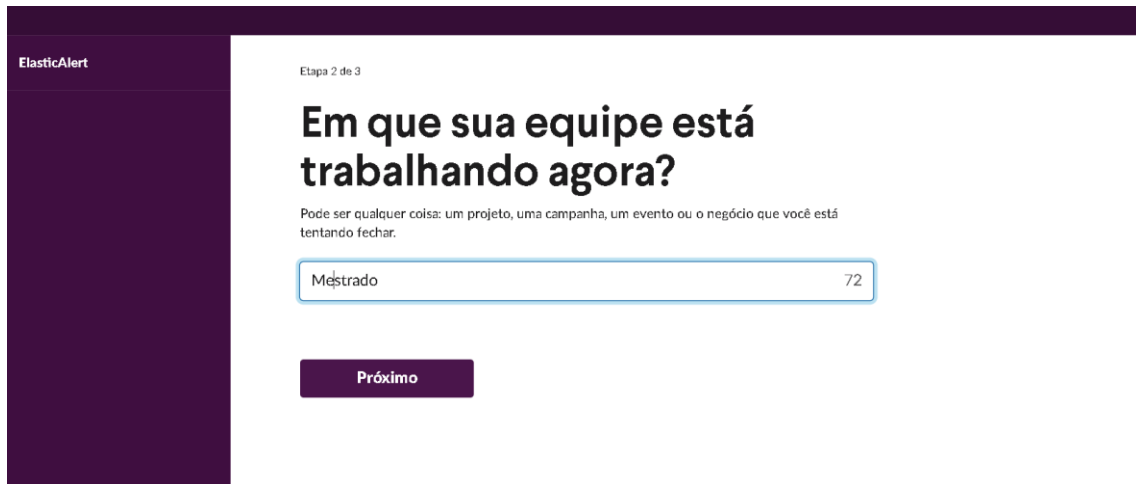 ElasticAlert
Etapa 2 de 3
Em que sua equipe está
trabalhando agora?
Pode ser qualquer coisa: um projeto, uma campanha, um evento ou o negócio que você está
tentando fechar.
Mestrado 72
Próximo